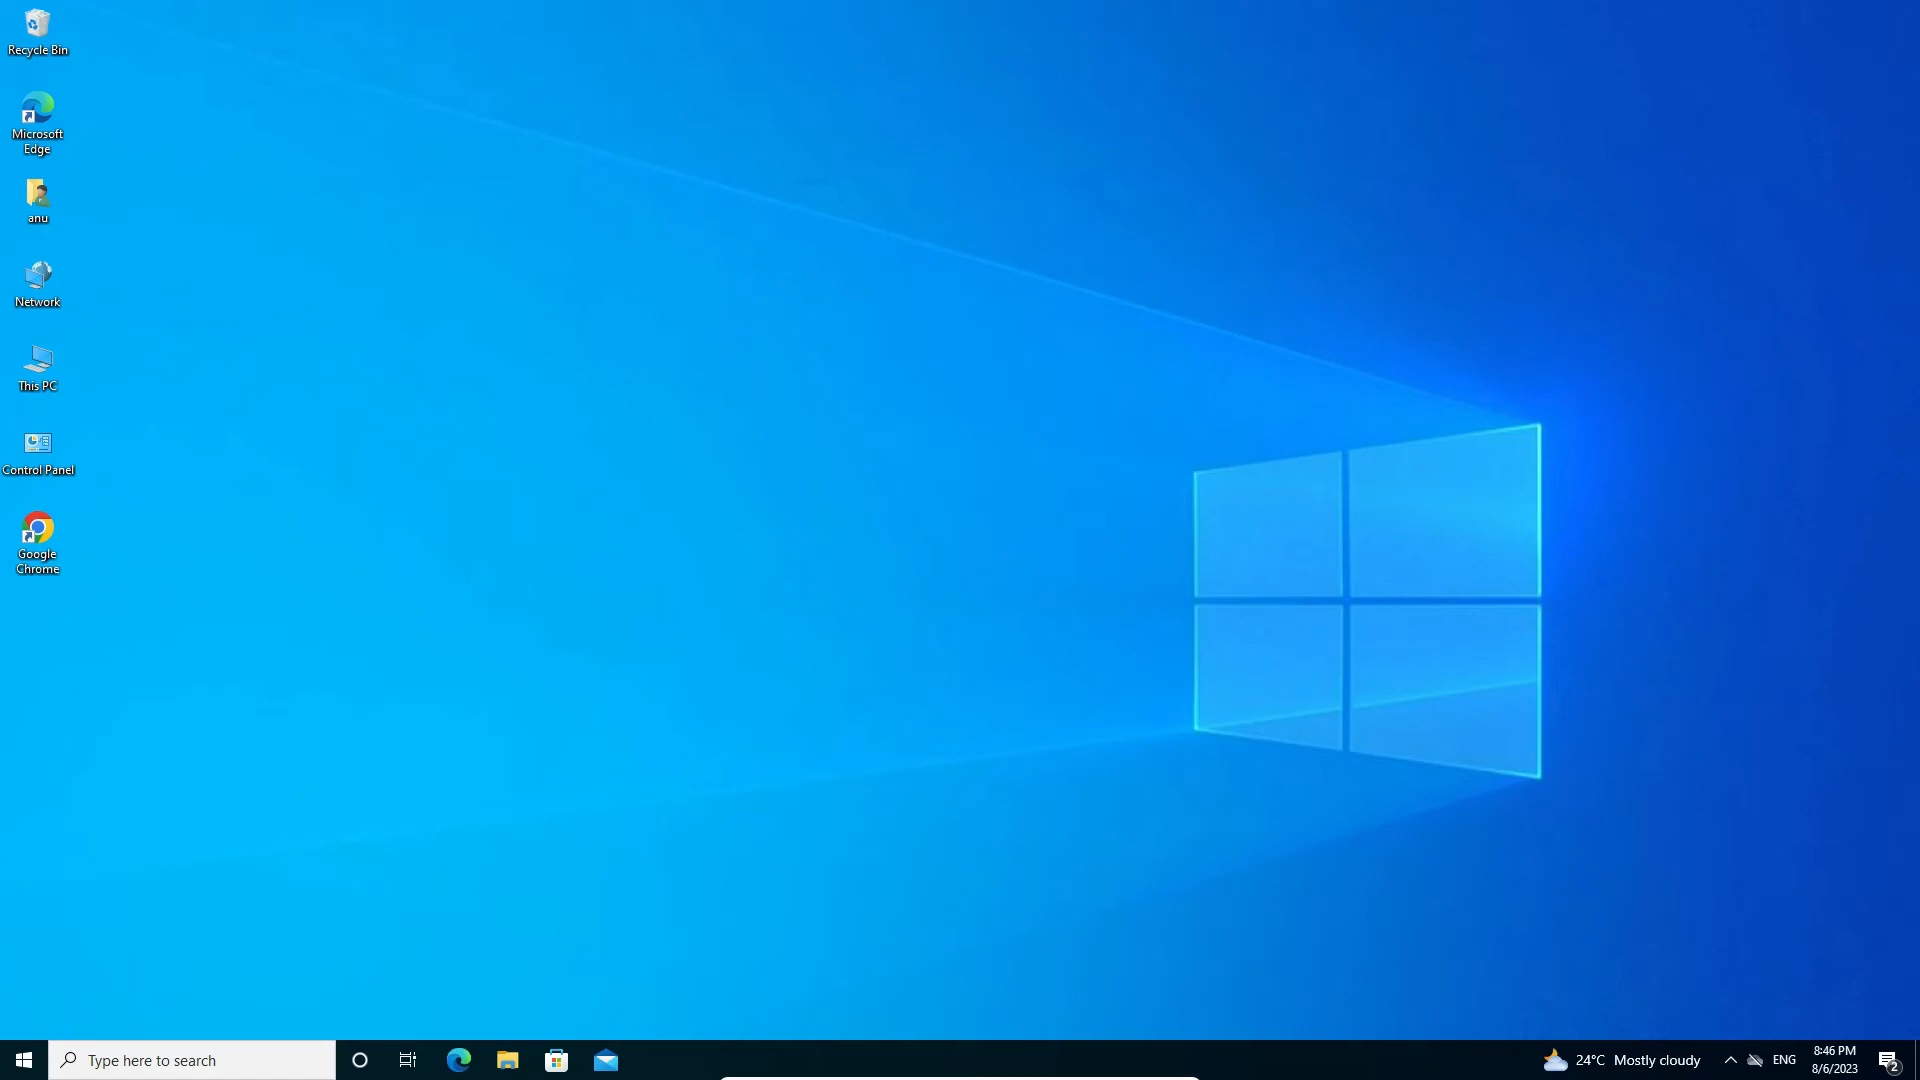 Recycle Bin
Microsoft
Edge
anu
Network
This PC
Control Panel
Google
Chrome
Type here to search
24°C Mostly cloudy
ENG
8:46 PM
8/6/2023
2